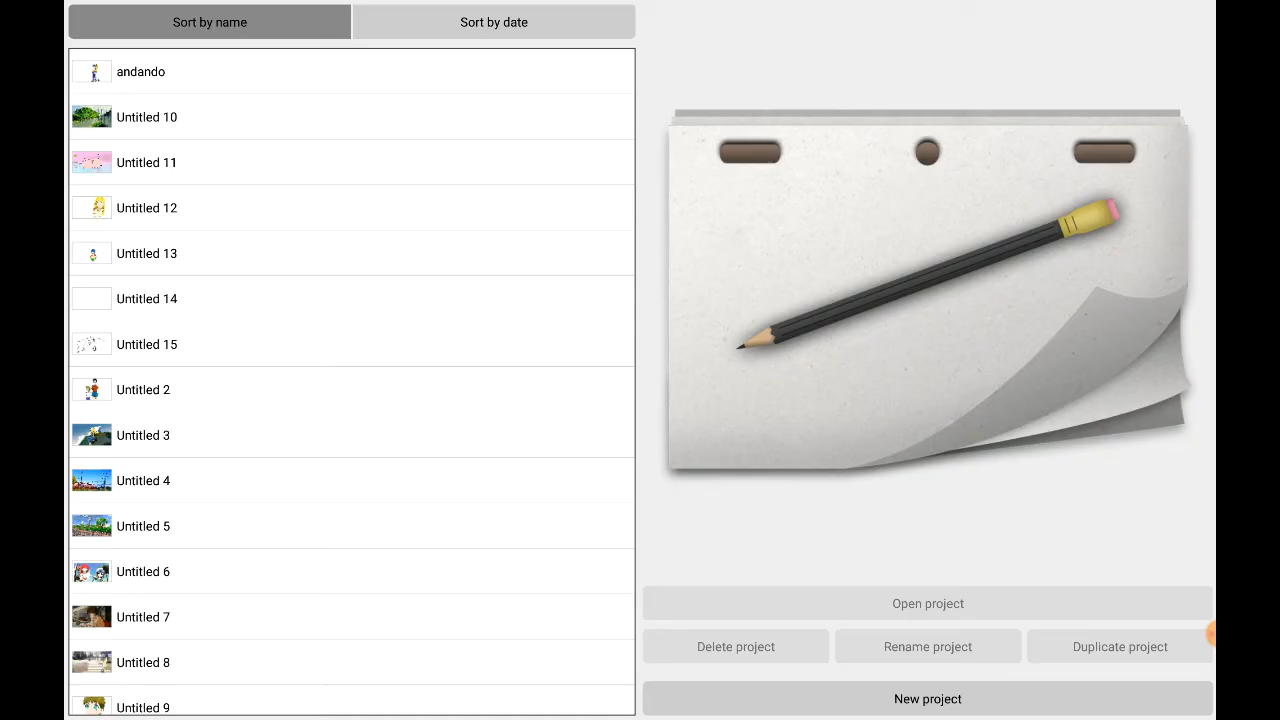 Sort by name
Sort by date
andando
Untitled 10
Untitled 11
Untitled 12
Untitled 13
Untitled 14
Untitled 15
Untitled 2
Untitled 3
Untitled 4
Untitled 5
Untitled 6
Untitled 7
Untitled 8
Untitled 9
Open project
Delete project
Rename project
Duplicate project
New project